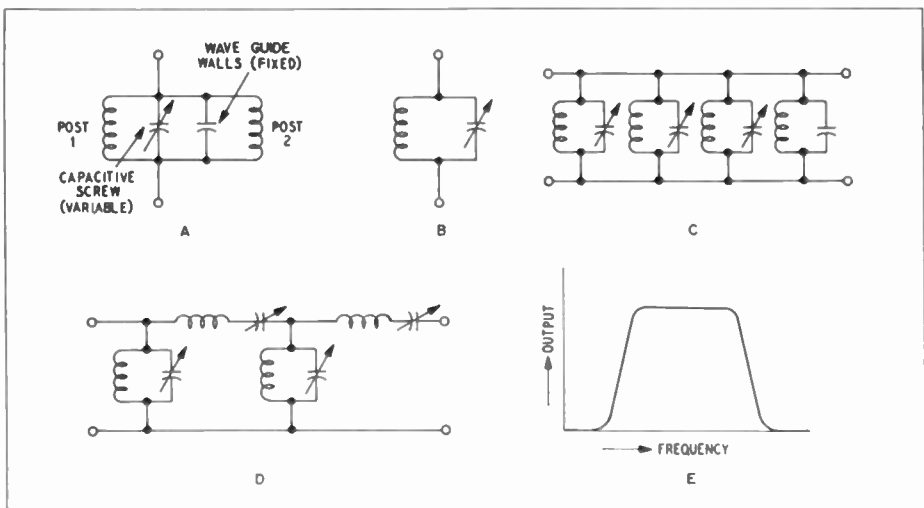 WAVE GUIDE
WALLS (FIXED)
POST
1
POST
2
CAPACITIVE
SCREW
(VARIABLE)
A
B
C
D
OUTPUT
FREQUENCY
E